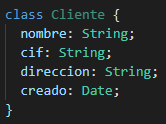 class Cliente {
  nombre: String;
  cif: String;
  direccion: String;
  creado: Date;
}